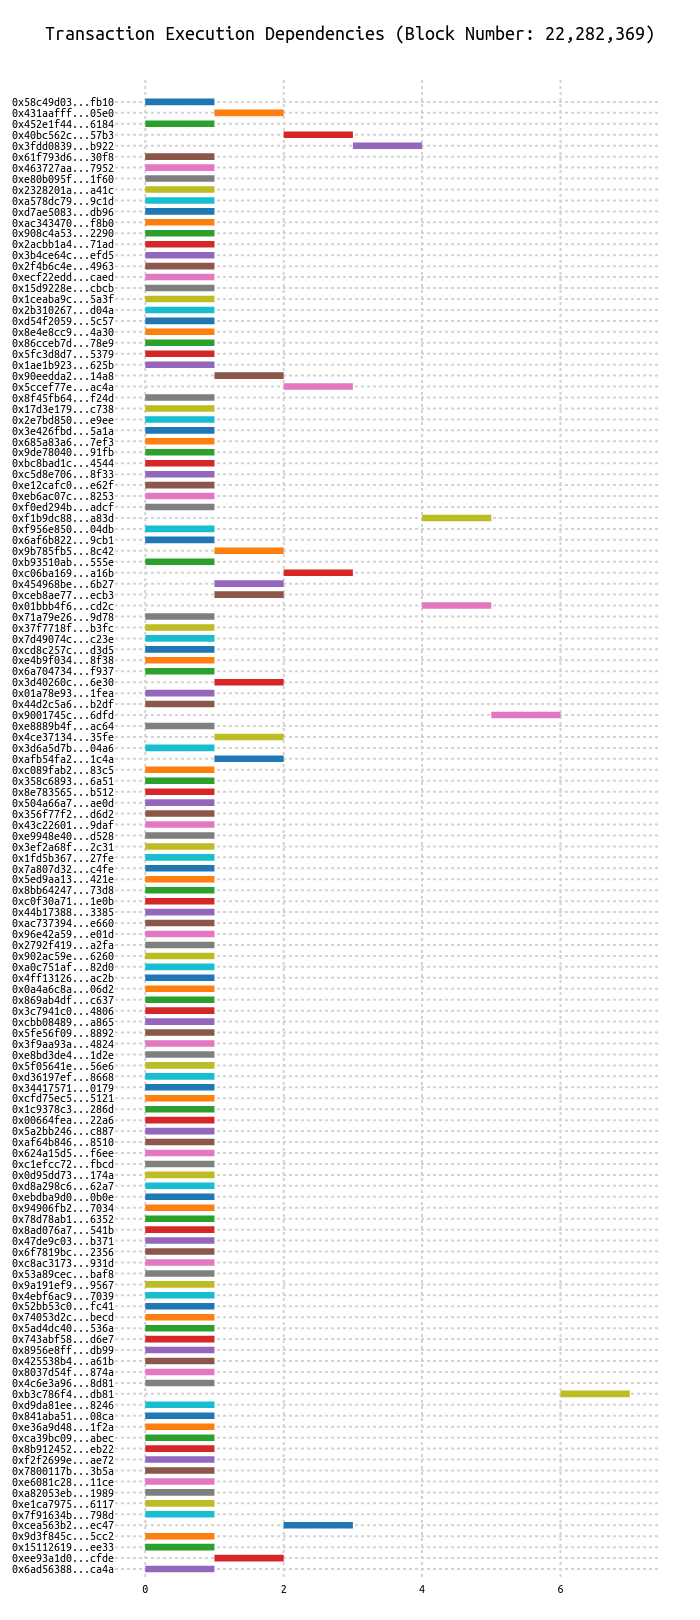 Transaction Execution Dependencies (Block Number: 22,282,369)
0x58c49d03...fb10
0x431aafff...05e0
0x452e1f44...6184
0x40bc562c...57b3
0x3fdd0839...b922
0x61f793d6...30f8
0x463727aa...7952
0xe80b095f...1f60
0x2328201a...a41c
0xa578dc79...9c1d
0xd7ae5083...db96
0xac343470...f8b0
0x908c4a53...2290
0x2acbb1a4...71ad
0x3b4ce64c...efd5
0x2f4b6c4e...4963
0xecf22edd...caed
0x15d9228e...cbcb
0x1ceaba9c...5a3f
0x2b310267...d04a
0xd54f2059...5c57
0x8e4e8cc9...4a30
0x86cceb7d...78e9
0x5fc3d8d7...5379
0x1ae1b923...625b
0x90eedda2...14a8
0x5ccef77e...ac4a
0x8f45fb64...f24d
0x17d3e179...c738
0x2e7bd850...e9ee
0x3e426fbd...5a1a
0x685a83a6...7ef3
0x9de78040...91fb
0xbc8bad1c...4544
0xc5d8e706...8f33
0xe12cafc0...e62f
0xeb6ac07c...8253
0xf0ed294b...adcf
0xf1b9dc88...a83d
0xf956e850...04db
0x6af6b822...9cb1
0x9b785fb5...8c42
0xb93510ab...555e
0xc06ba169...a16b
0x454968be...6b27
0xceb8ae77...ecb3
0x01bbb4f6...cd2c
0x71a79e26...9d78
0x37f7718f...b3fc
0x7d49074c...c23e
0xcd8c257c...d3d5
0xe4b9f034...8f38
0x6a704734...f937
0x3d40260c...6e30
0x01a78e93...1fea
0x44d2c5a6...b2df
0x9001745c...6dfd
0xe8889b4f...ac64
0x4ce37134...35fe
0x3d6a5d7b...04a6
0xafb54fa2...1c4a
0xc089fab2...83c5
0x358c6893...6a51
0x8e783565...b512
0x504a66a7...ae0d
0x356f77f2...d6d2
0x43c22601...9daf
0xe9948e40...d528
0x3ef2a68f...2c31
0x1fd5b367...27fe
0x7a807d32...c4fe
0x5ed9aa13...421e
0x8bb64247...73d8
0xc0f30a71...1e0b
0x44b17388...3385
0xac737394...e660
0x96e42a59...e01d
0x2792f419...a2fa
0x902ac59e...6260
0xa0c751af...82d0
0x4ff13126...ac2b
0x0a4a6c8a...06d2
0x869ab4df...c637
0x3c7941c0...4806
0xcbb08489...a865
0x5fe56f09...8892
0x3f9aa93a...4824
0xe8bd3de4...1d2e
0x5f05641e...56e6
0xd36197ef...8668
0x34417571...0179
0xcfd75ec5...5121
0x1c9378c3...286d
0x00664fea...22a6
0x5a2bb246...c887
0xaf64b846...8510
0x624a15d5...f6ee
0xc1efcc72...fbcd
0x0d95dd73...174a
0xd8a298c6...62a7
0xebdba9d0...0b0e
0x94906fb2...7034
0x78d78ab1...6352
0x8ad076a7...541b
0x47de9c03...b371
0x6f7819bc...2356
0xc8ac3173...931d
0x53a89cec...baf8
0x9a191ef9...9567
0x4ebf6ac9...7039
0x52bb53c0...fc41
0x74053d2c...becd
0x5ad4dc40...536a
0x743abf58...d6e7
0x8956e8ff...db99
0x425538b4...a61b
0x8037d54f...874a
0x4c6e3a96...8d81
0xb3c786f4...db81
0xd9da81ee...8246
0x841aba51...08ca
0xe36a9d48...1f2a
0xca39bc09...abec
0x8b912452...eb22
0xf2f2699e...ae72
0x7800117b...3b5a
0xe6081c28...11ce
0xa82053eb...1989
0xe1ca7975...6117
0x7f91634b...798d
0xcea563b2...ec47
0x9d3f845c...5cc2
0x15112619...ee33
0xee93a1d0...cfde
0x6ad56388...ca4a
0 2 4 6